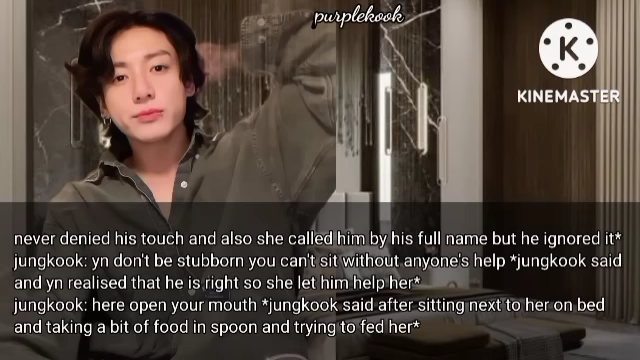 purplekook
K
KINEMASTER
never denied his touch and also she called him by his full name but he ignored it*
jungkook: yn don't be stubborn you can't sit without anyone's help *jungkook said
and yn realised that he is right so she let him help her*
jungkook: here open your mouth *jungkook said after sitting next to her on bed
and taking a bit of food in spoon and trying to fed her*